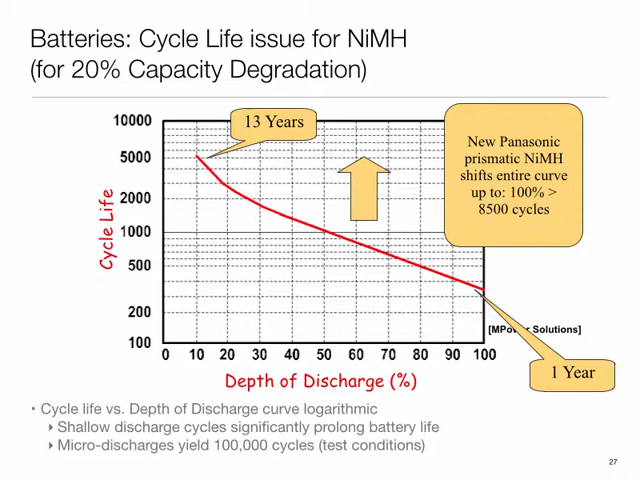 Batteries: Cycle Life issue for NiMH
(for 20% Capacity Degradation)
13 Years
New Panasonic
prismatic NiMH
shifts entire curve
up to: 100% >
8500 cycles
Cycle Life
10000
5000
2000
1000
500
200
100
0 10 20 30 40 50 60 70 80 90 100
Depth of Discharge (%)
[MPower Solutions]
1 Year
• Cycle life vs. Depth of Discharge curve logarithmic
Shallow discharge cycles significantly prolong battery life
Micro-discharges yield 100,000 cycles (test conditions)
27